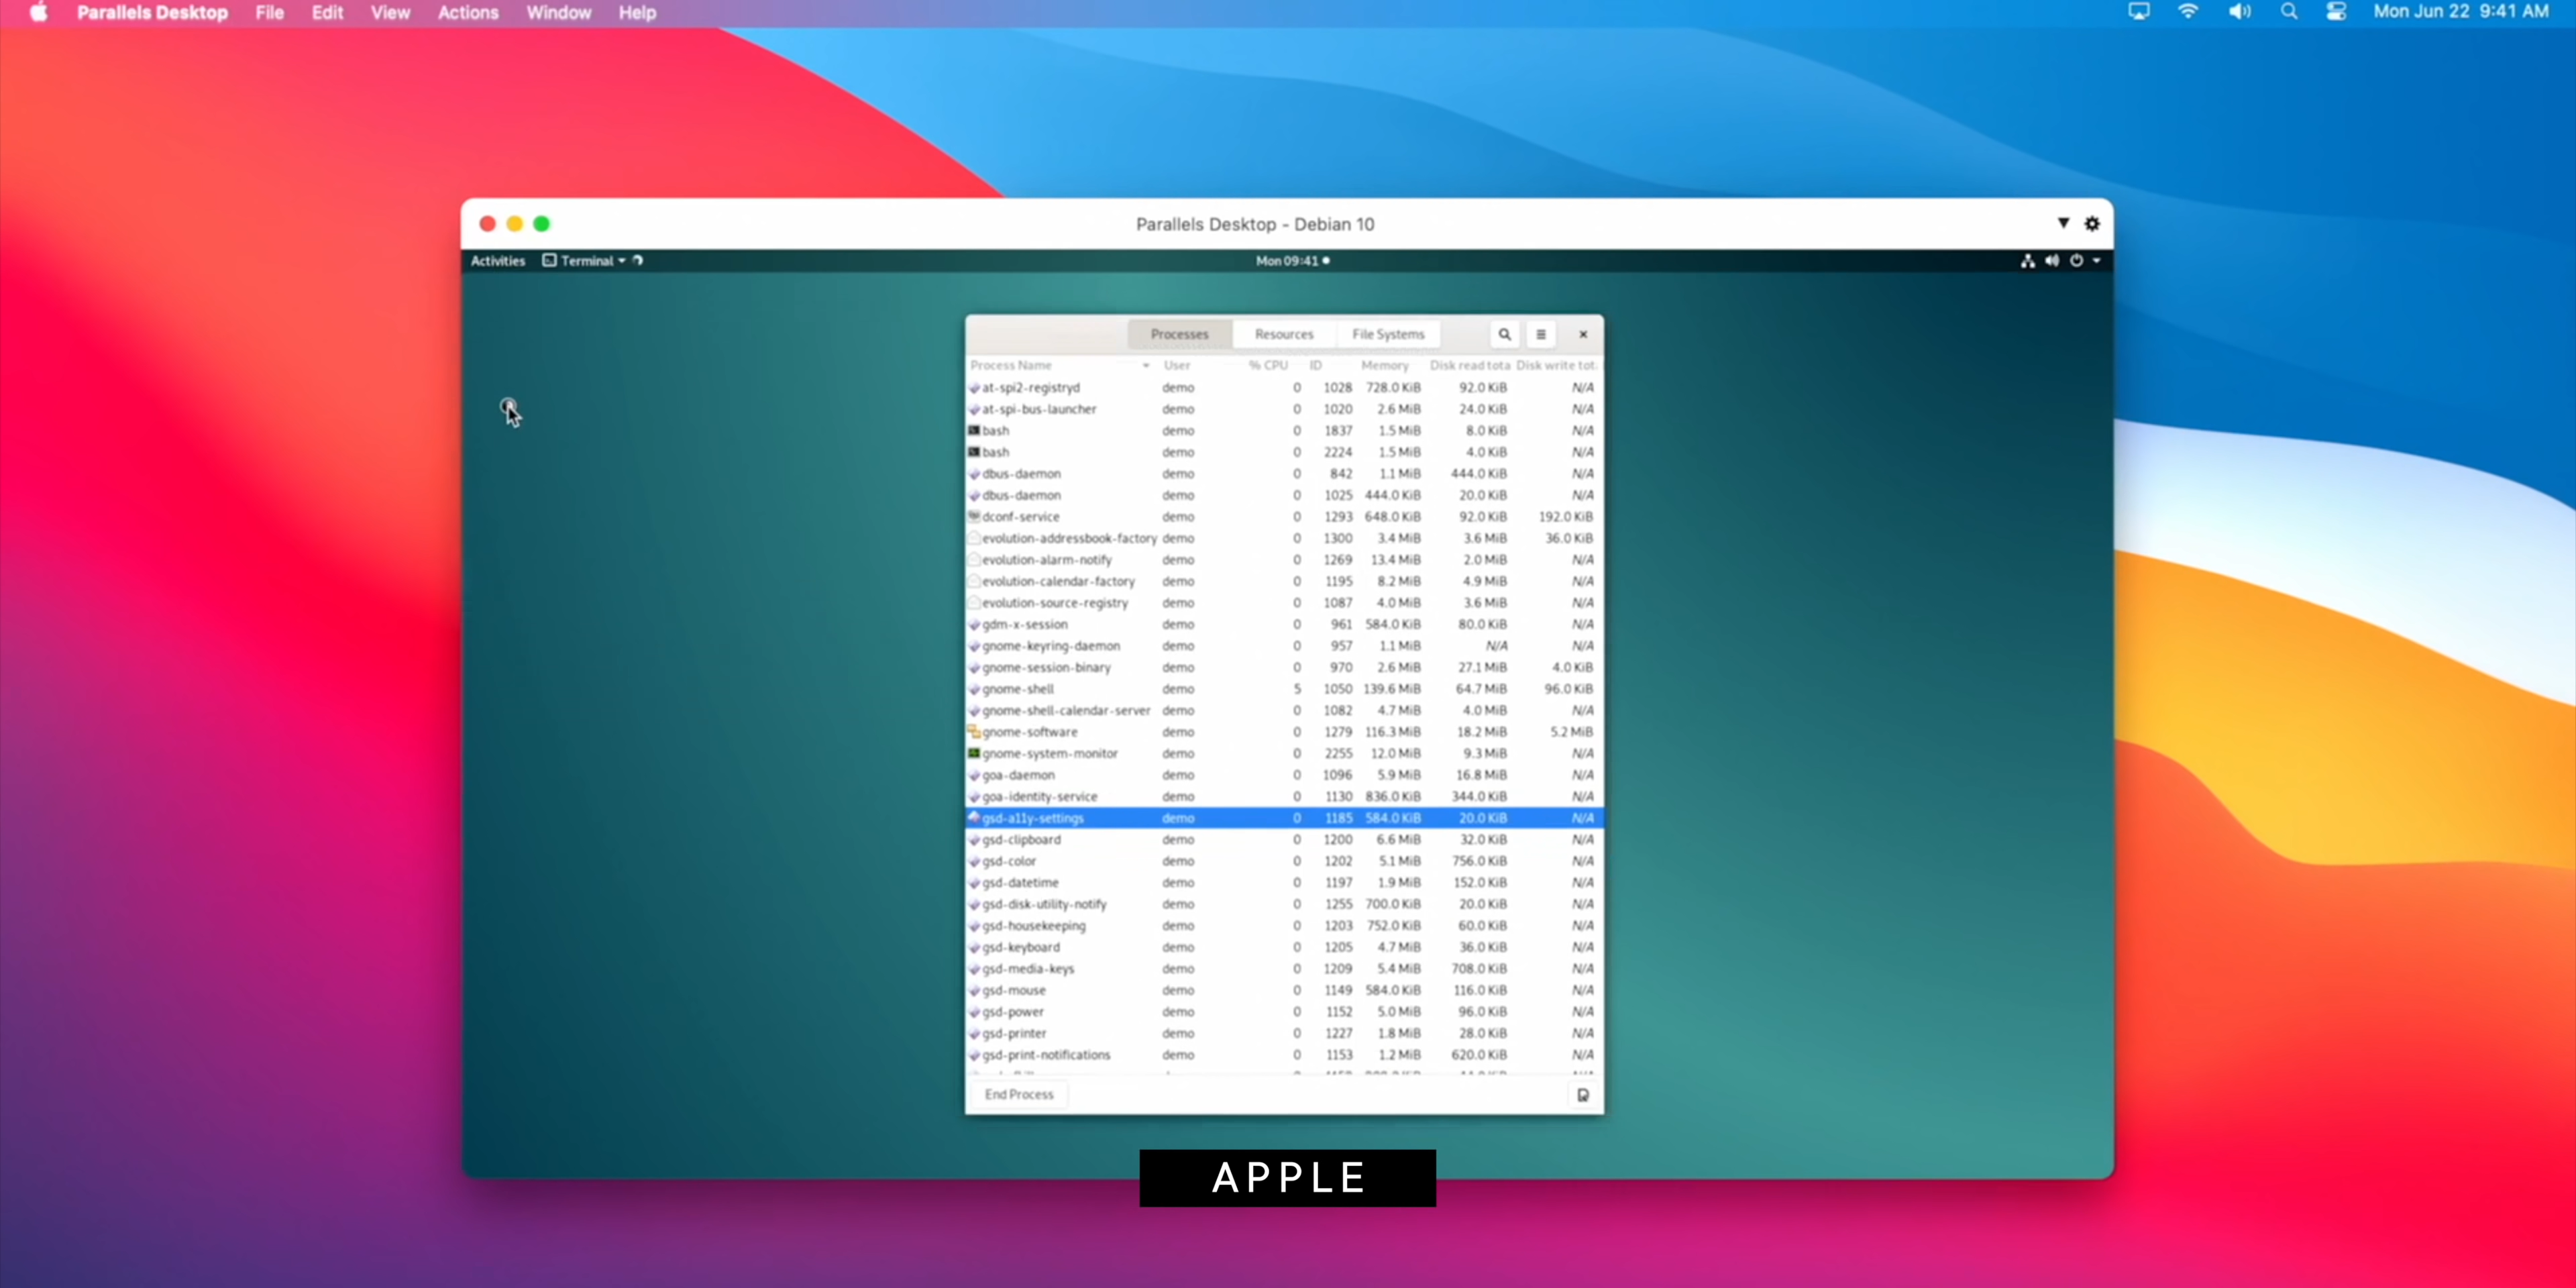 Parallels Desktop File Edit View Actions Window Help Mon Jun 22 9:41 AM
Parallels Desktop - Debian 10
Activities Terminal Mon 09:41
Processes Resources File Systems
Process Name User % CPU ID Memory Disk read tota Disk write tot.
at-spi2-registryd demo 0 1028 728.0 KiB 92.0 KiB N/A
at-spi-bus-launcher demo 0 1020 2.6 MiB 24.0 KiB N/A
bash demo 0 1837 1.5 MiB 8.0 KiB N/A
bash demo 0 2224 1.5 MiB 4.0 KiB N/A
dbus-daemon demo 0 842 1.1 MiB 444.0 KiB N/A
dbus-daemon demo 0 1025 444.0 KiB 20.0 KiB N/A
dconf-service demo 0 1293 648.0 KiB 92.0 KiB 192.0 KiB
evolution-addressbook-factory demo 0 1300 3.4 MiB 3.6 MiB 36.0 KiB
evolution-alarm-notify demo 0 1269 13.4 MiB 2.0 MiB N/A
evolution-calendar-factory demo 0 1195 8.2 MiB 4.9 MiB N/A
evolution-source-registry demo 0 1087 4.0 MiB 3.6 MiB N/A
gdm-x-session demo 0 961 584.0 KiB 80.0 KiB N/A
gnome-keyring-daemon demo 0 957 1.1 MiB N/A N/A
gnome-session-binary demo 0 970 2.6 MiB 27.1 MiB 4.0 KiB
gnome-shell demo 5 1050 139.6 MiB 64.7 MiB 96.0 KiB
gnome-shell-calendar-server demo 0 1082 4.7 MiB 4.0 MiB N/A
gnome-software demo 0 1279 116.3 MiB 18.2 MiB 5.2 MiB
gnome-system-monitor demo 0 2255 12.0 MiB 9.3 MiB N/A
goa-daemon demo 0 1096 5.9 MiB 16.8 MiB N/A
goa-identity-service demo 0 1130 836.0 KiB 344.0 KiB N/A
gsd-a11y-settings demo 0 1185 584.0 KiB 20.0 KiB N/A
gsd-clipboard demo 0 1200 6.6 MiB 32.0 KiB N/A
gsd-color demo 0 1202 5.1 MiB 756.0 KiB N/A
gsd-datetime demo 0 1197 1.9 MiB 152.0 KiB N/A
gsd-disk-utility-notify demo 0 1255 700.0 KiB 20.0 KiB N/A
gsd-housekeeping demo 0 1203 752.0 KiB 60.0 KiB N/A
gsd-keyboard demo 0 1205 4.7 MiB 36.0 KiB N/A
gsd-media-keys demo 0 1209 5.4 MiB 708.0 KiB N/A
gsd-mouse demo 0 1149 584.0 KiB 116.0 KiB N/A
gsd-power demo 0 1152 5.0 MiB 96.0 KiB N/A
gsd-printer demo 0 1227 1.8 MiB 28.0 KiB N/A
gsd-print-notifications demo 0 1153 1.2 MiB 620.0 KiB N/A
End Process
APPLE